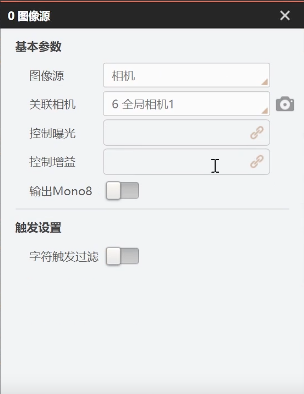 0 图像源
基本参数
图像源 相机
关联相机 6 全局相机1
控制曝光
控制增益
输出Mono8
触发设置
字符触发过滤